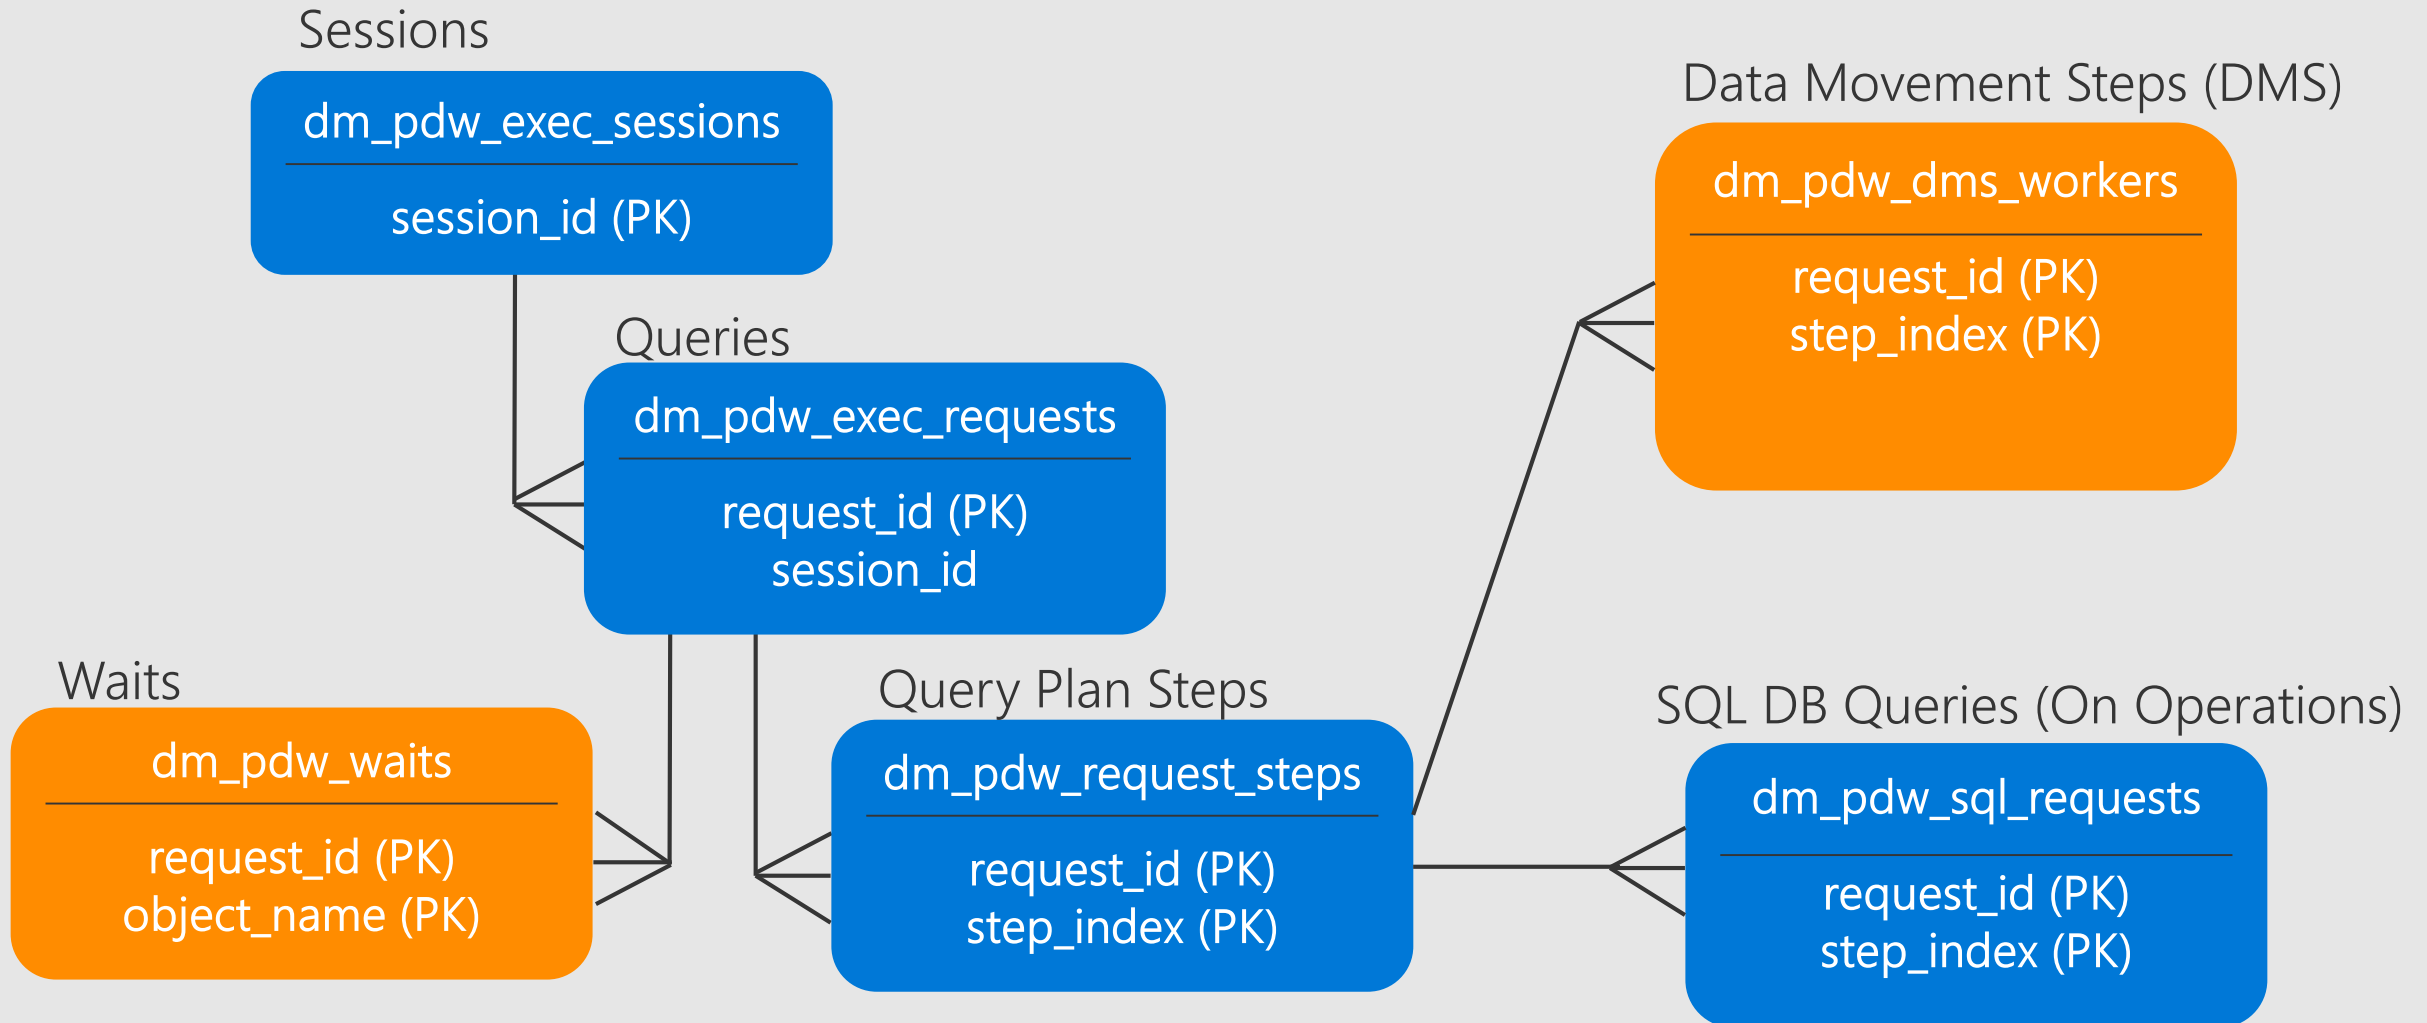 Sessions
dm_pdw_exec_sessions
session_id (PK)
Queries
dm_pdw_exec_requests
request_id (PK)
session_id
Waits
dm_pdw_waits
request_id (PK)
object_name (PK)
Query Plan Steps
dm_pdw_request_steps
request_id (PK)
step_index (PK)
Data Movement Steps (DMS)
dm_pdw_dms_workers
request_id (PK)
step_index (PK)
SQL DB Queries (On Operations)
dm_pdw_sql_requests
request_id (PK)
step_index (PK)